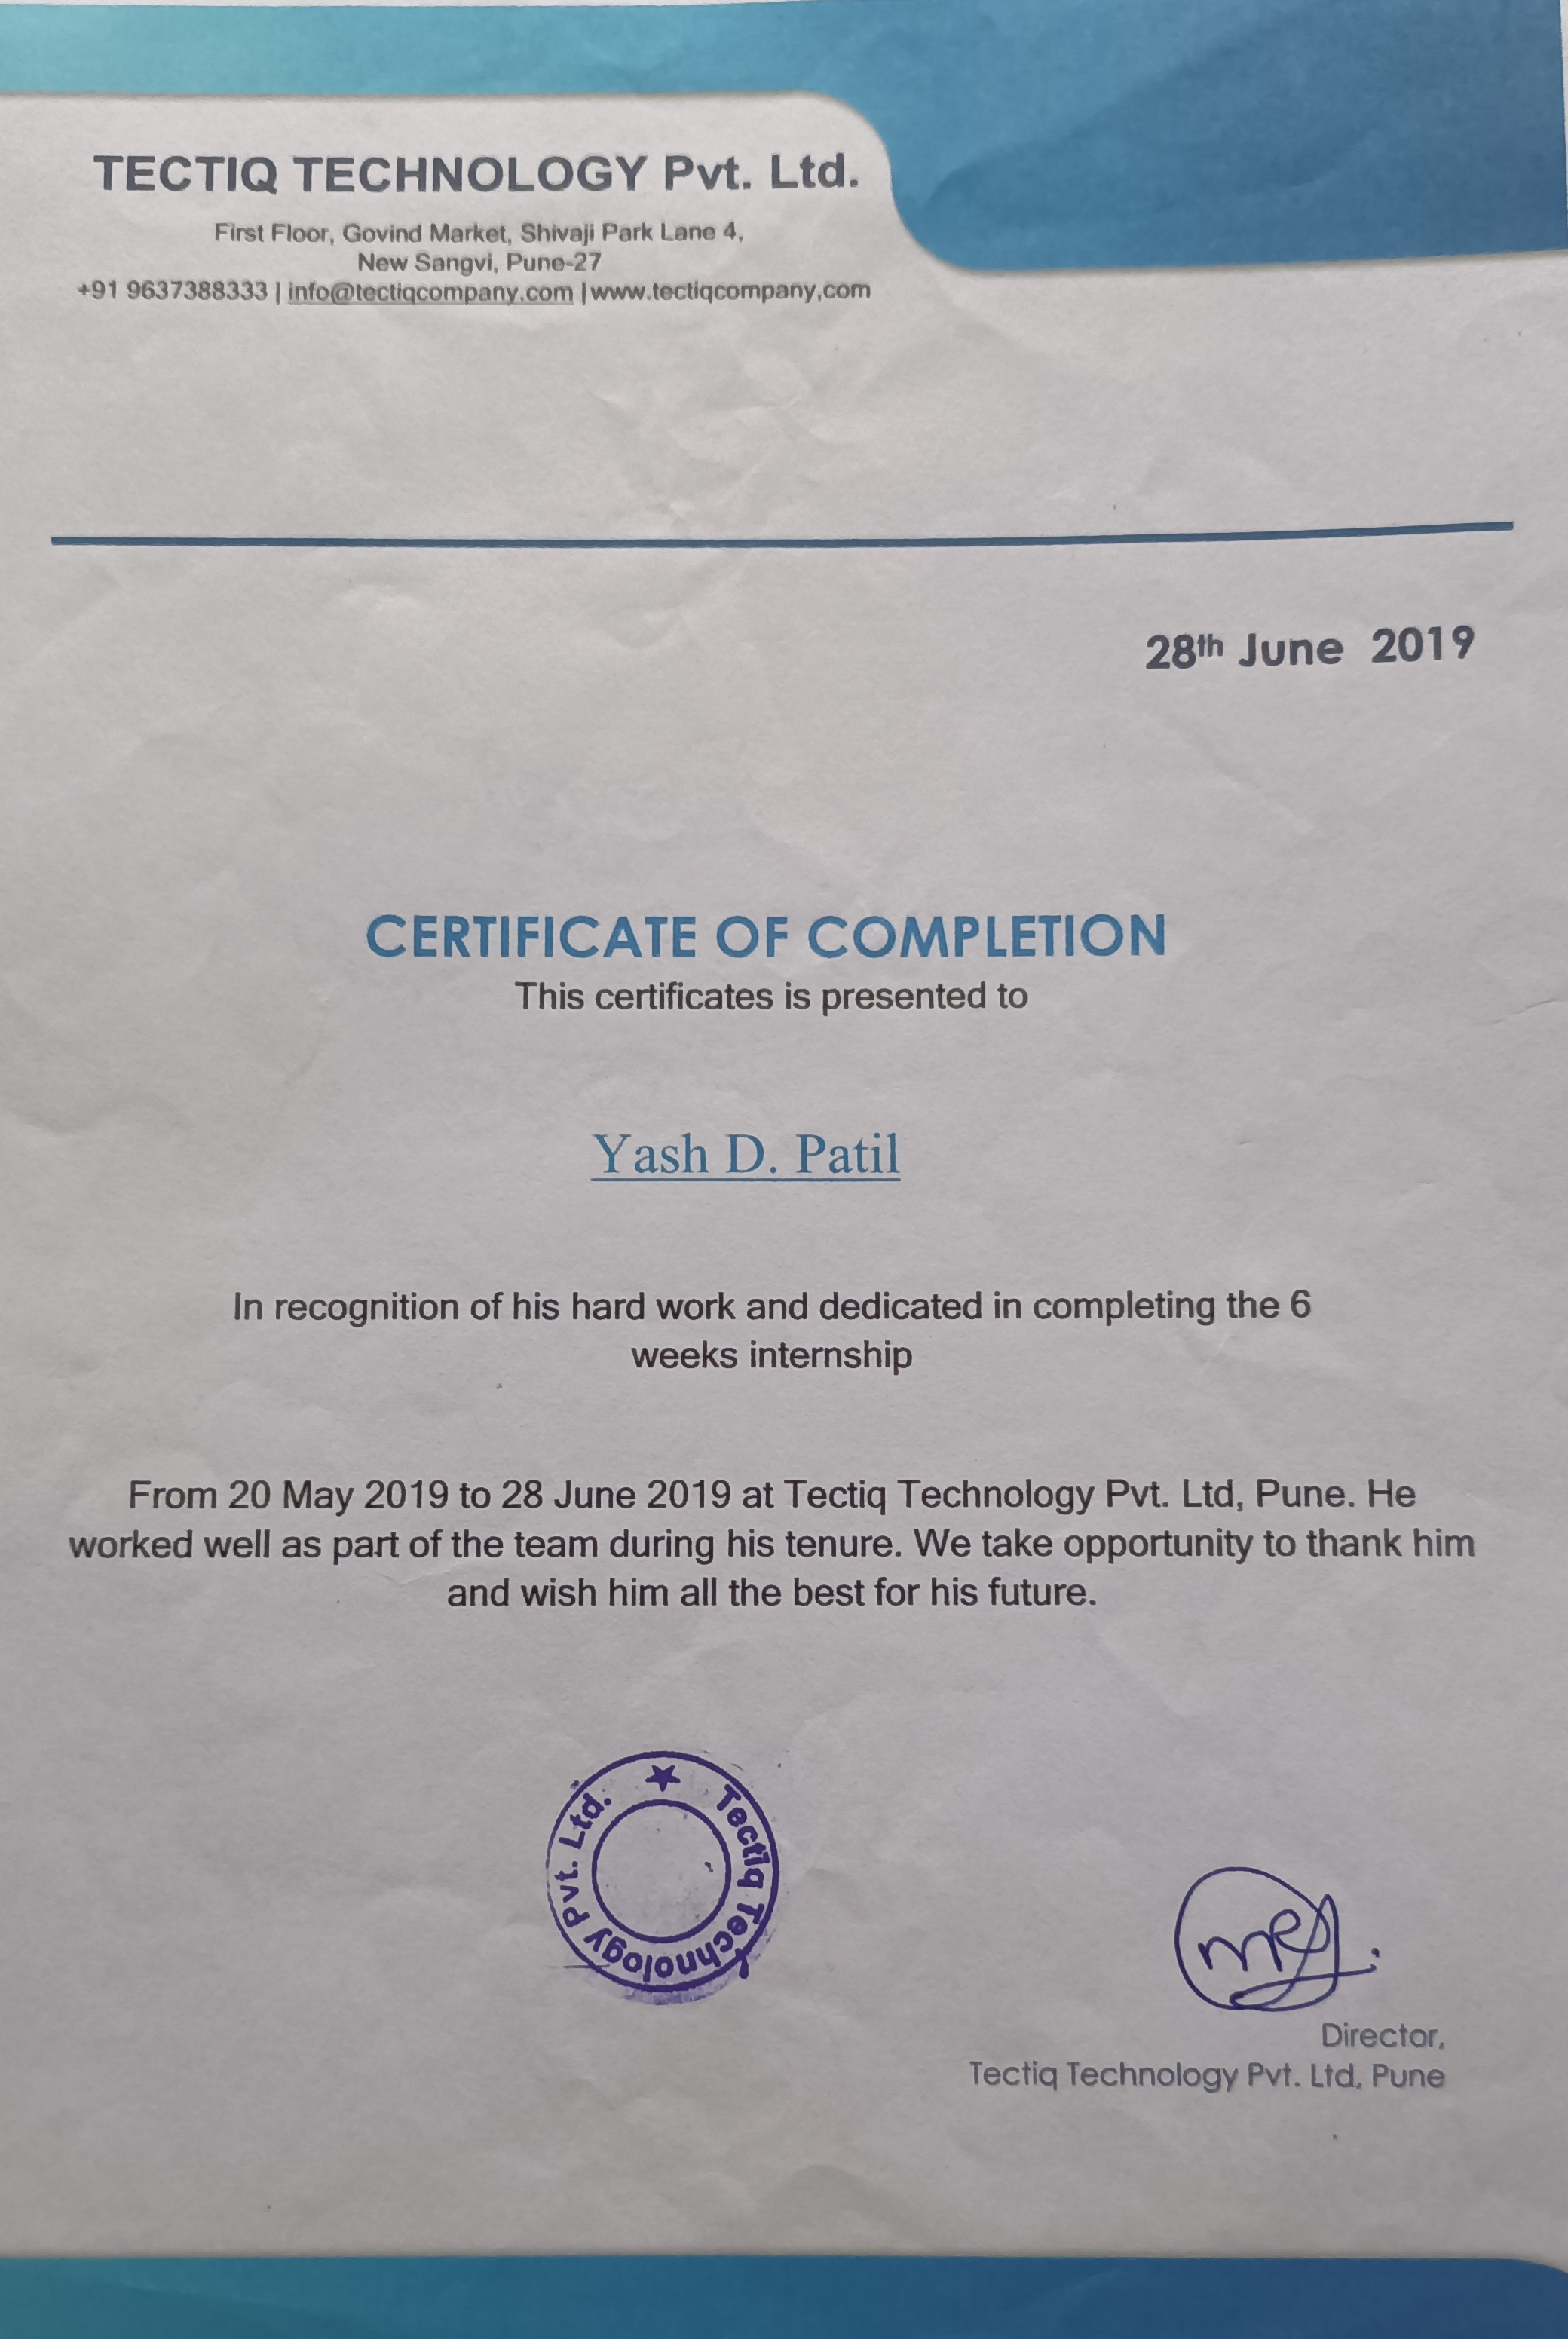 TECTIQ TECHNOLOGY Pvt. Ltd.
First Floor, Govind Market, Shivaji Park Lane 4,
New Sangvi, Pune-27
+91 9637388333 | info@tectiqcompany.com | www.tectiqcompany,com
28th June 2019
CERTIFICATE OF COMPLETION
This certificates is presented to
Yash D. Patil
In recognition of his hard work and dedicated in completing the 6
weeks internship
From 20 May 2019 to 28 June 2019 at Tectiq Technology Pvt. Ltd, Pune. He
worked well as part of the team during his tenure. We take opportunity to thank him
and wish him all the best for his future.
Tectiq Technology Pvt. Ltd.
Director,
Tectiq Technology Pvt. Ltd, Pune